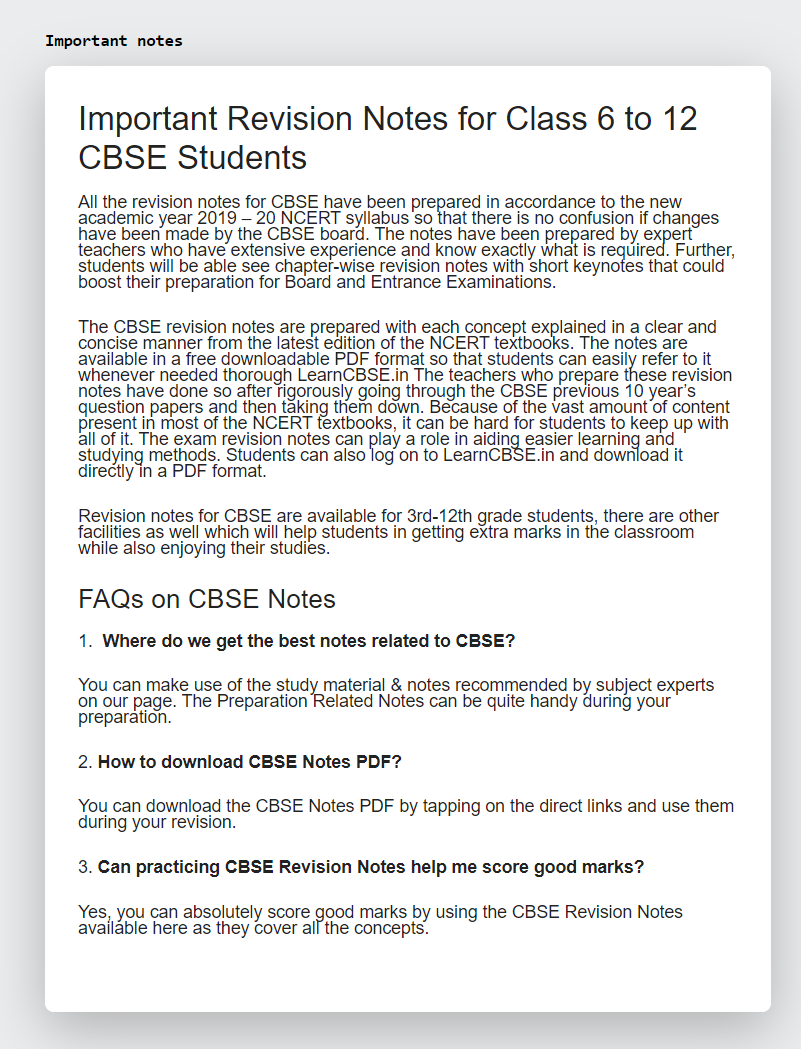 Important notes
Important Revision Notes for Class 6 to 12
CBSE Students
All the revision notes for CBSE have been prepared in accordance to the new
academic year 2019 – 20 NCERT syllabus so that there is no confusion if changes
have been made by the CBSE board. The notes have been prepared by expert
teachers who have extensive experience and know exactly what is required. Further,
students will be able see chapter-wise revision notes with short keynotes that could
boost their preparation for Board and Entrance Examinations.
The CBSE revision notes are prepared with each concept explained in a clear and
concise manner from the latest edition of the NCERT textbooks. The notes are
available in a free downloadable PDF format so that students can easily refer to it
whenever needed thorough LearnCBSE.in The teachers who prepare these revision
notes have done so after rigorously going through the CBSE previous 10 year’s
question papers and then taking them down. Because of the vast amount of content
present in most of the NCERT textbooks, it can be hard for students to keep up with
all of it. The exam revision notes can play a role in aiding easier learning and
studying methods. Students can also log on to LearnCBSE.in and download it
directly in a PDF format.
Revision notes for CBSE are available for 3rd-12th grade students, there are other
facilities as well which will help students in getting extra marks in the classroom
while also enjoying their studies.
FAQs on CBSE Notes
1. Where do we get the best notes related to CBSE?
You can make use of the study material & notes recommended by subject experts
on our page. The Preparation Related Notes can be quite handy during your
preparation.
2. How to download CBSE Notes PDF?
You can download the CBSE Notes PDF by tapping on the direct links and use them
during your revision.
3. Can practicing CBSE Revision Notes help me score good marks?
Yes, you can absolutely score good marks by using the CBSE Revision Notes
available here as they cover all the concepts.